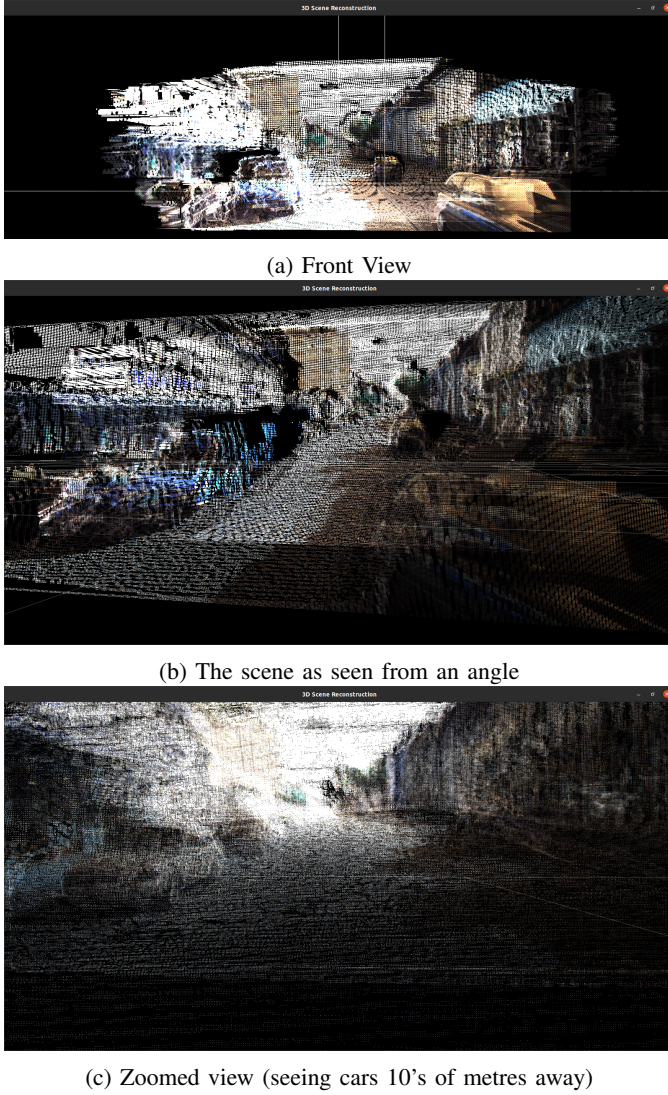 3D Scene Reconstruction
(a) Front View
3D Scene Reconstruction
(b) The scene as seen from an angle
3D Scene Reconstruction
(c) Zoomed view (seeing cars 10's of metres away)